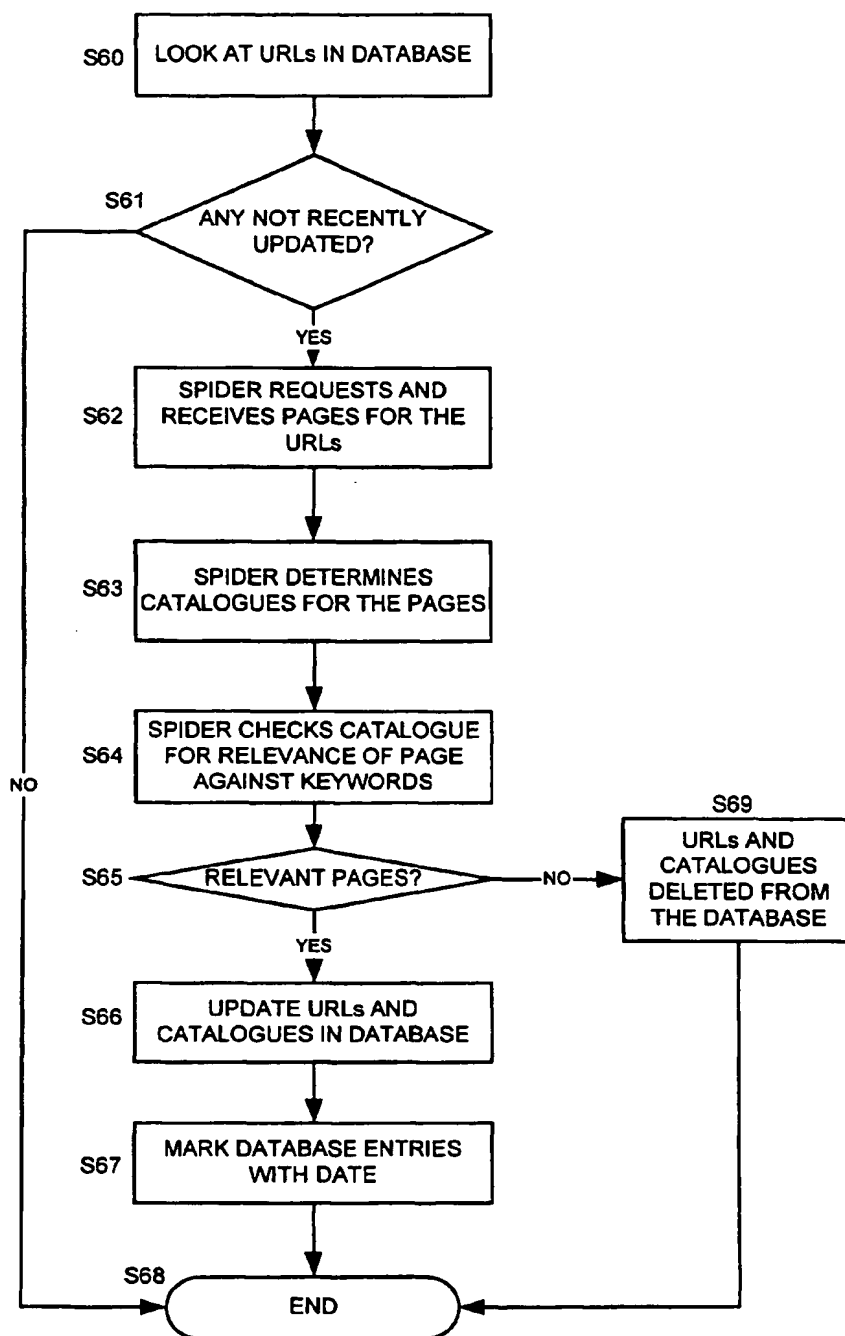 S60
LOOK AT URLs IN DATABASE
S61
ANY NOT RECENTLY
UPDATED?
YES
S62
SPIDER REQUESTS AND
RECEIVES PAGES FOR THE
URLs
S63
SPIDER DETERMINES
CATALOGUES FOR THE PAGES
S64
SPIDER CHECKS CATALOGUE
FOR RELEVANCE OF PAGE
AGAINST KEYWORDS
NO
S65
RELEVANT PAGES?
NO
S69
URLs AND
CATALOGUES
DELETED FROM
THE DATABASE
YES
S66
UPDATE URLs AND
CATALOGUES IN DATABASE
S67
MARK DATABASE ENTRIES
WITH DATE
S68
END